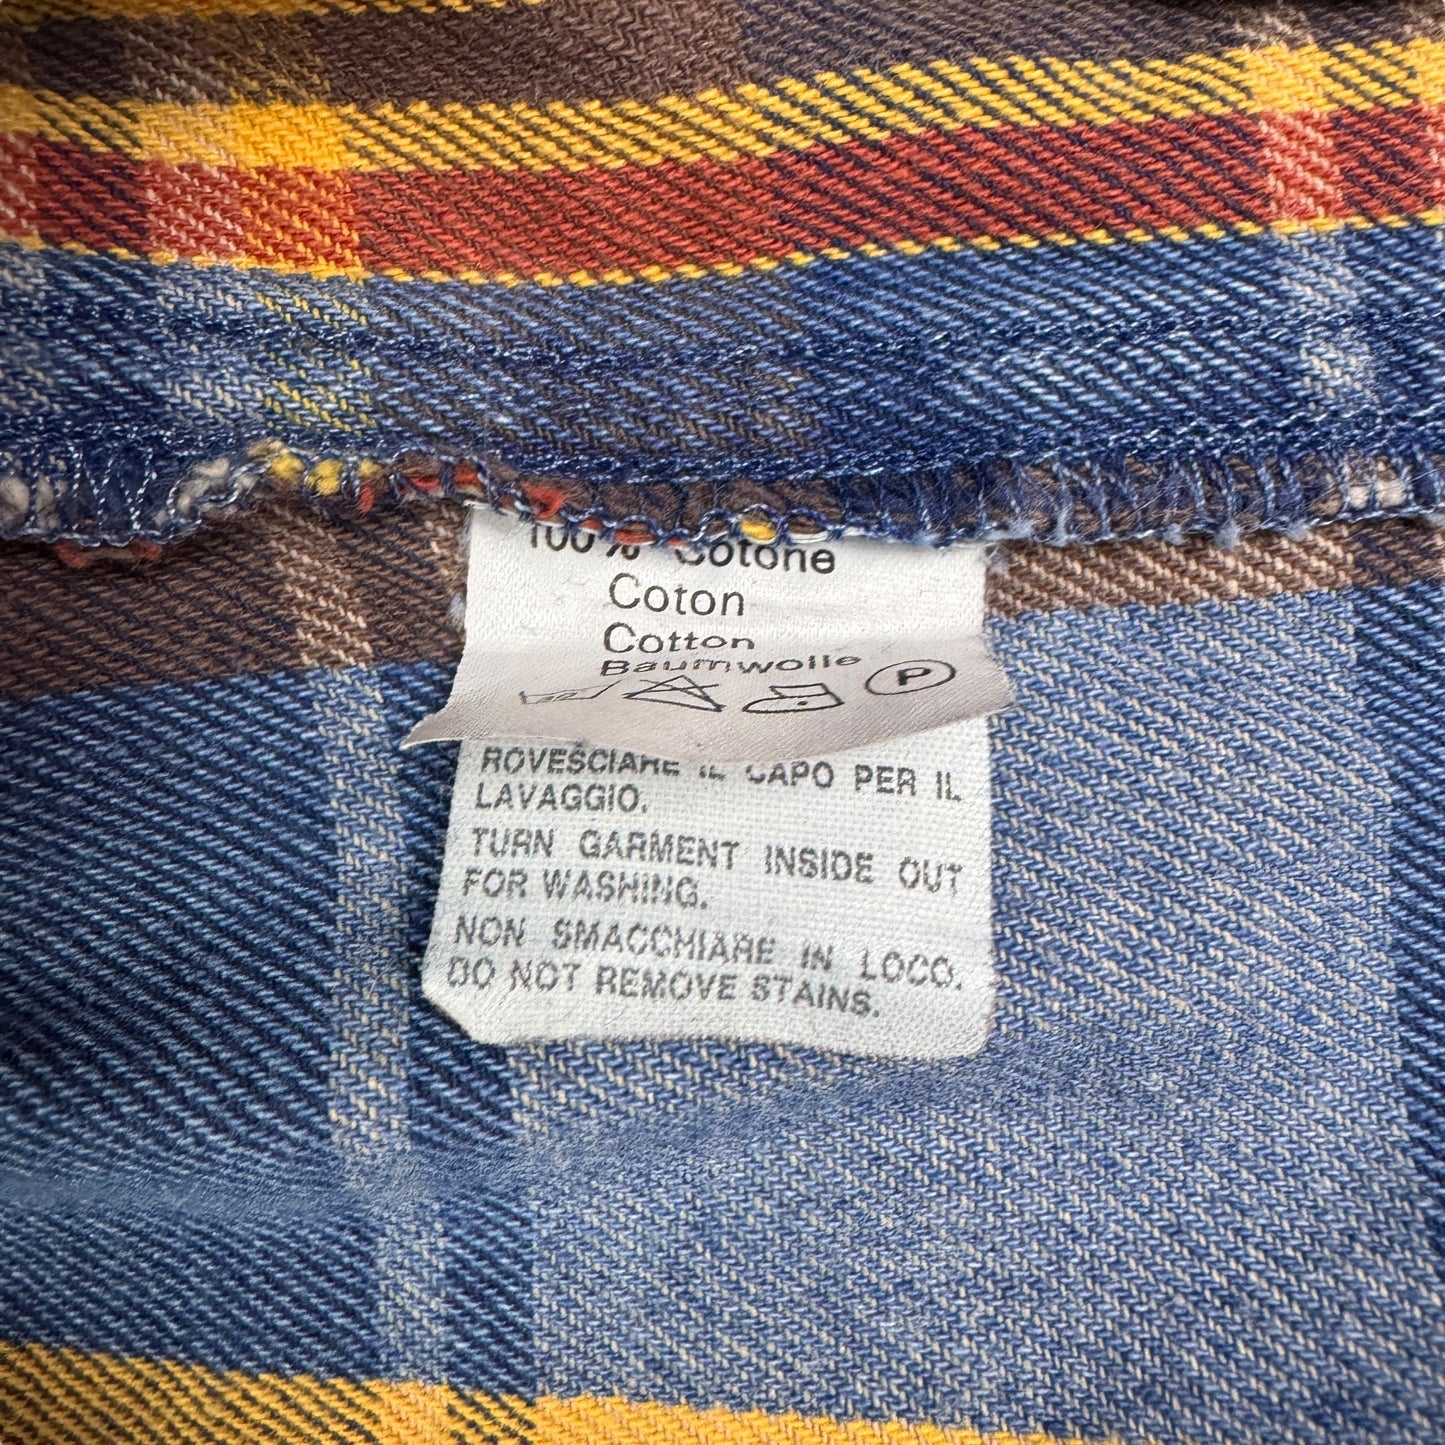 100% Cotone
Coton
Cotton
Baumwolle
P
ROVESCIARE IL CAPO PER IL
LAVAGGIO.
TURN GARMENT INSIDE OUT
FOR WASHING.
NON SMACCHIARE IN LOCO.
DO NOT REMOVE STAINS.